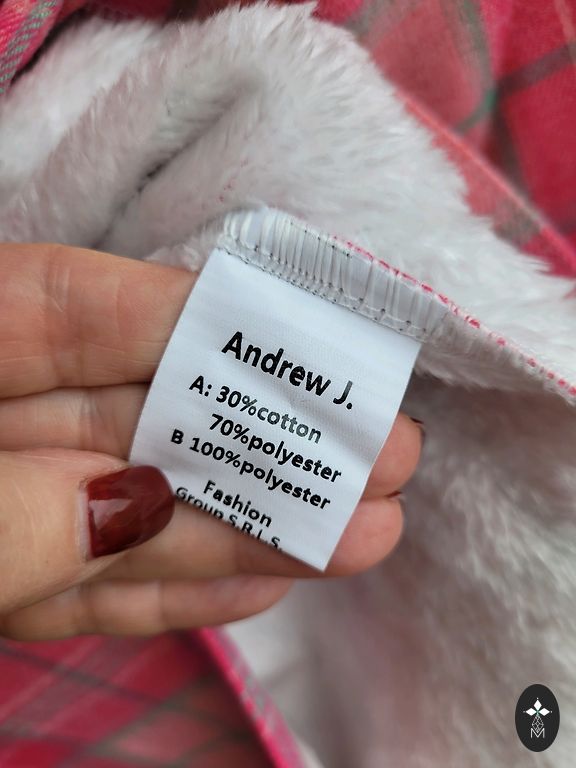 Andrew J.
A: 30%cotton
70%polyester
B 100%polyester
Fashion
Group S.R.L.S.
M